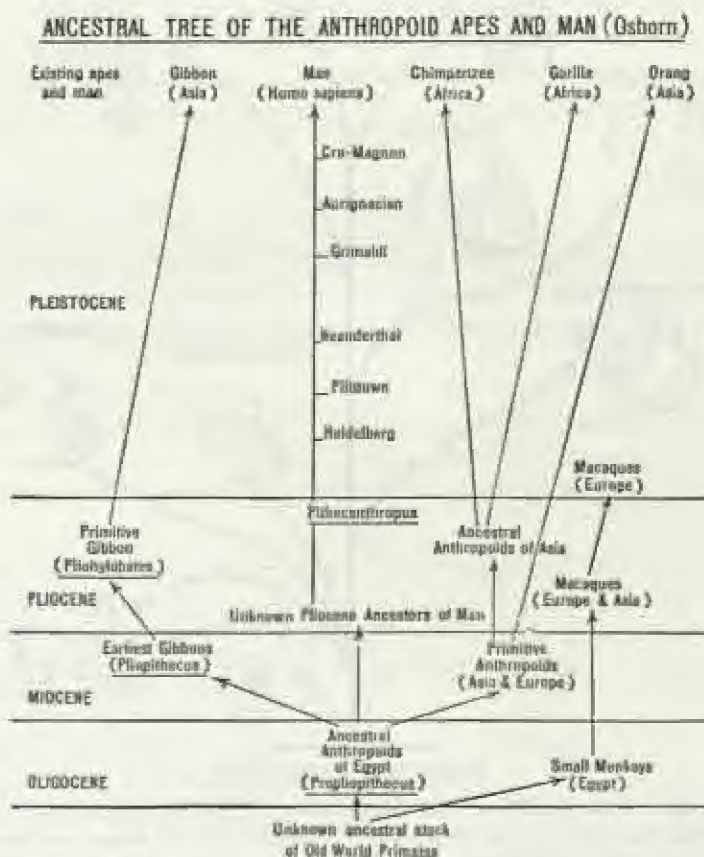 ANCESTRAL TREE OF THE ANTHROPOID APES AND MAN (Osborn)
Existing apes
and man
Gibbon
(Asia)
Man
(Homo sapiens)
Chimpanzee
(Africa)
Gorilla
(Africa)
Orang
(Asia)
Cro-Magnon
Aurignacian
Grimaldi
PLEISTOCENE
Neanderthal
Piltdown
Heidelberg
Macaques
(Europe)
Pithecanthropus
Primitive
Gibbon
(Pliohylobates)
Ancestral
Anthropoids of Asia
PLIOCENE
Macaques
(Europe & Asia)
Unknown Pliocene Ancestors of Man
Earliest Gibbons
(Pliopithecus)
Primitive
Anthropoids
(Asia & Europe)
MIOCENE
Ancestral
Anthropoids
of Egypt
(Propliopithecus)
Small Monkeys
(Egypt)
OLIGOCENE
Unknown ancestral stock
of Old World Primates